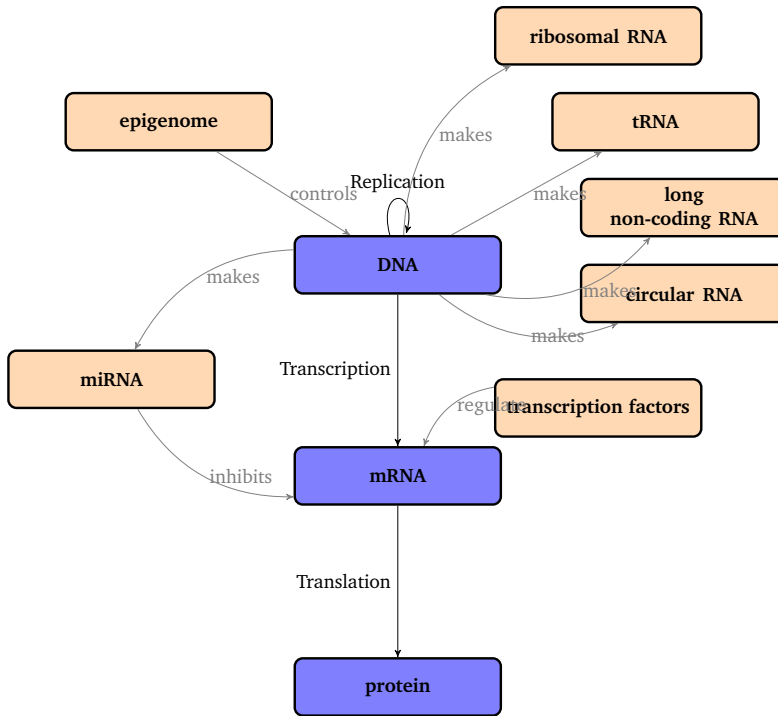 ribosomal RNA
epigenome
tRNA
makes
Replication
controls
makes
long
non-coding RNA
DNA
makes
makes
circular RNA
makes
Transcription
miRNA
regulate
transcription factors
inhibits
mRNA
Translation
protein